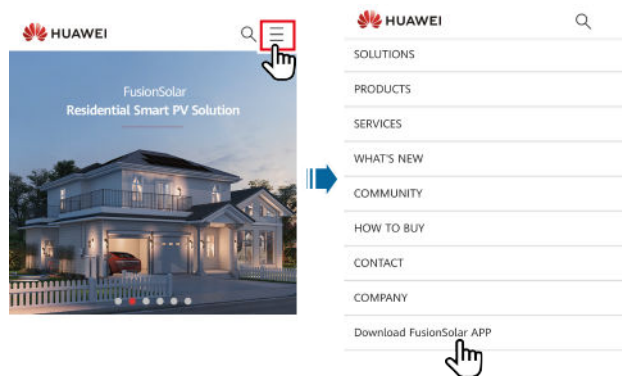 HUAWEI
FusionSolar
Residential Smart PV Solution
HUAWEI
SOLUTIONS
PRODUCTS
SERVICES
WHAT'S NEW
COMMUNITY
HOW TO BUY
CONTACT
COMPANY
Download FusionSolar APP